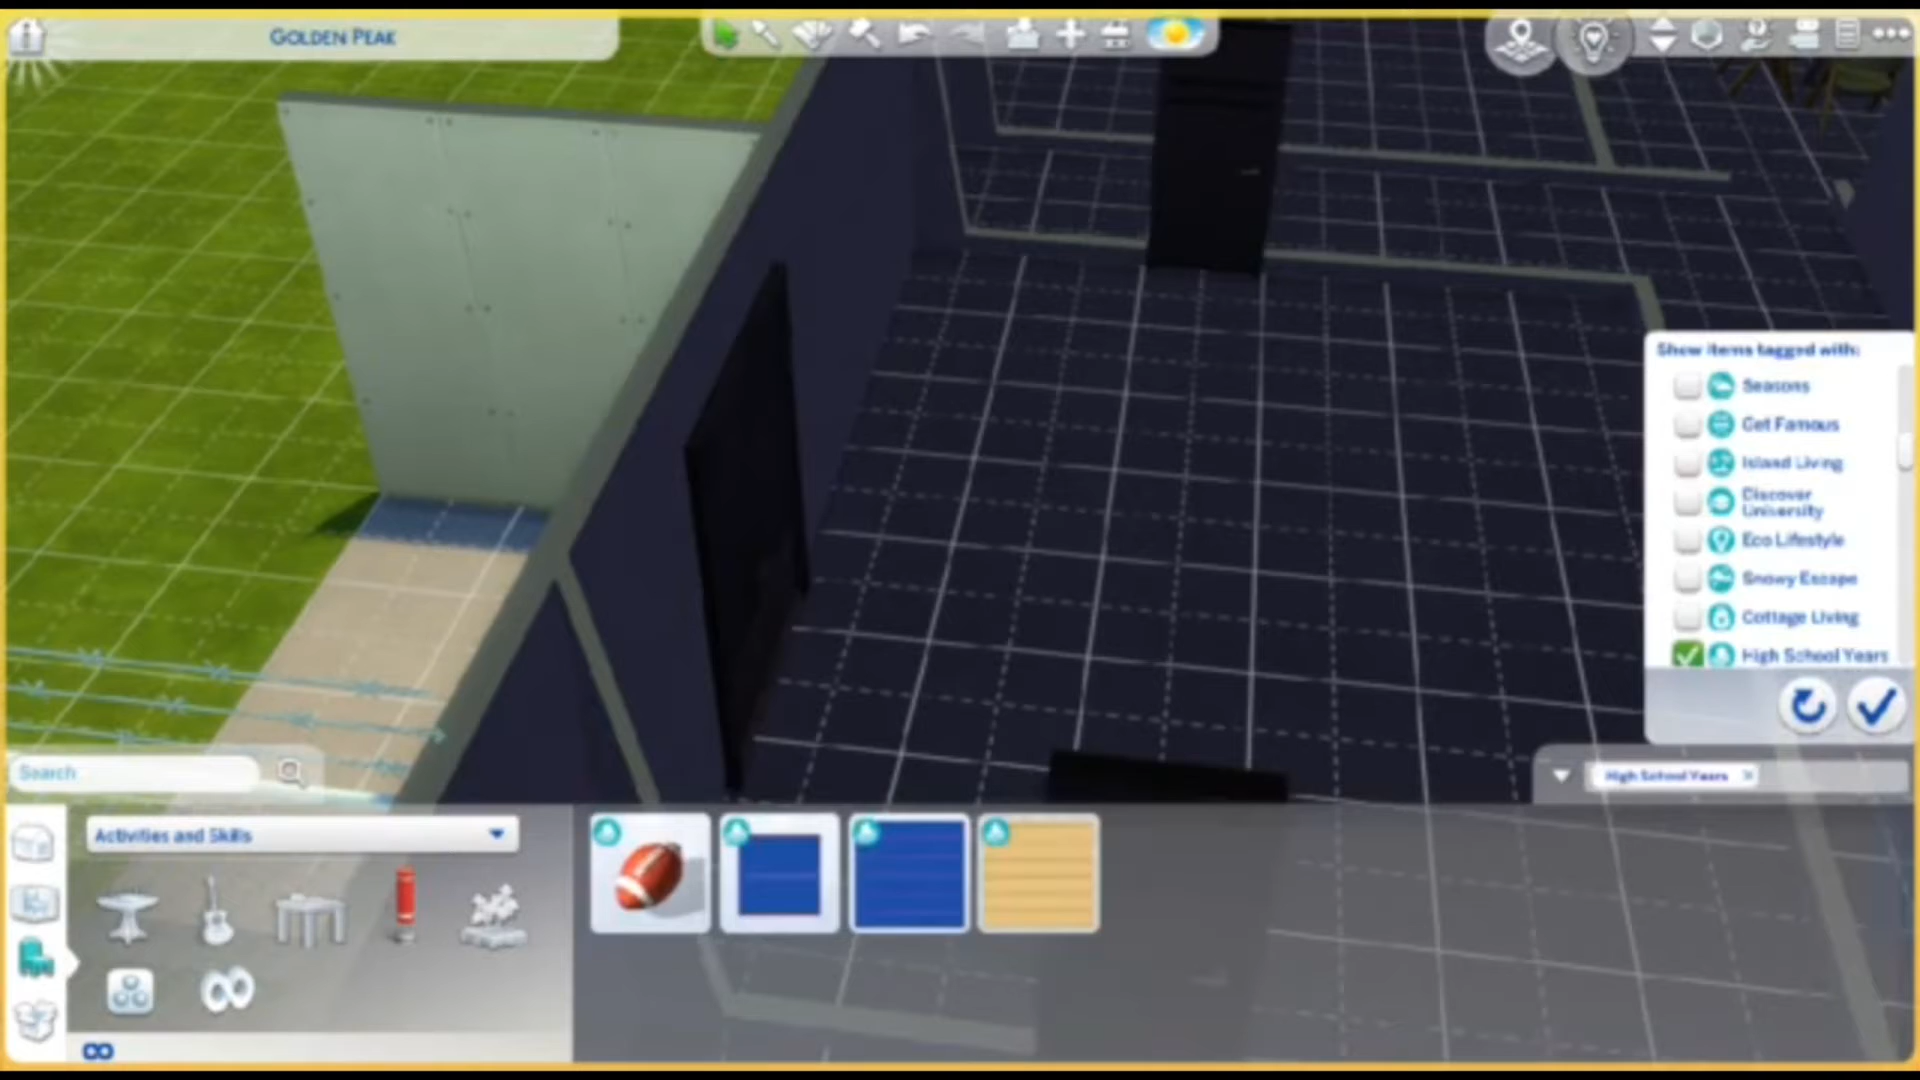 GOLDEN PEAK
Show items tagged with:
Seasons
Get Famous
Island Living
Discover
University
Eco Lifestyle
Snowy Escape
Cottage Living
High School Years
High School Years
Search
Activities and Skills